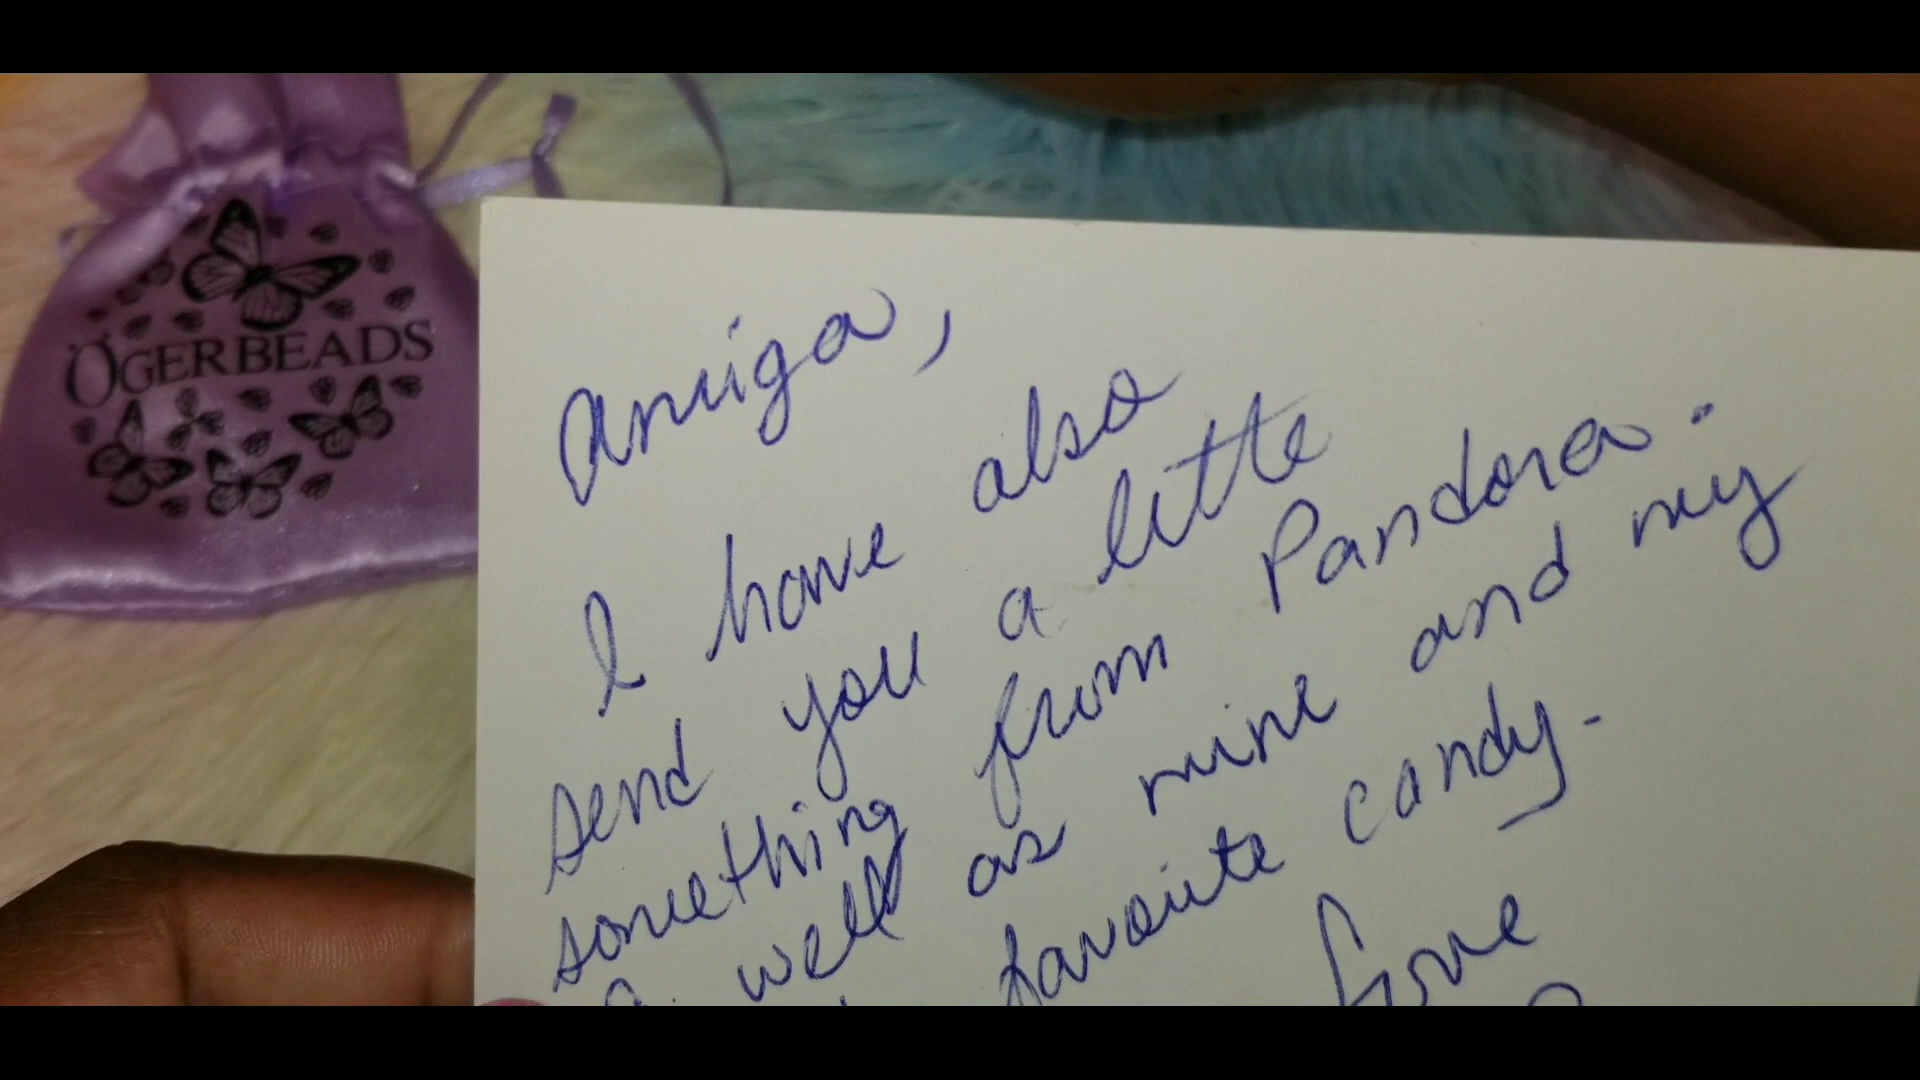 ÖGERBEADS
Amiga,
I have also
send you a little
something from Pandora.
well as mine and my
favorite candy.
Love